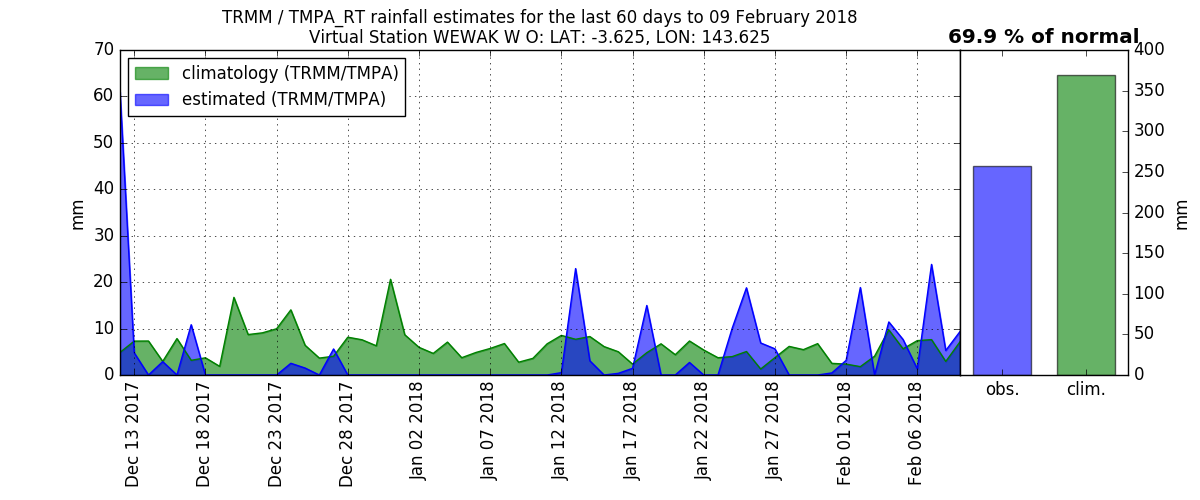 TRMM / TMPA_RT rainfall estimates for the last 60 days to 09 February 2018
Virtual Station WEWAK W O: LAT: -3.625, LON: 143.625
69.9 % of normal
climatology (TRMM/TMPA)
estimated (TRMM/TMPA)
70
60
50
40
30
20
10
0
mm
Dec 13 2017
Dec 18 2017
Dec 23 2017
Dec 28 2017
Jan 02 2018
Jan 07 2018
Jan 12 2018
Jan 17 2018
Jan 22 2018
Jan 27 2018
Feb 01 2018
Feb 06 2018
obs.
clim.
400
350
300
250
200
150
100
50
0
mm